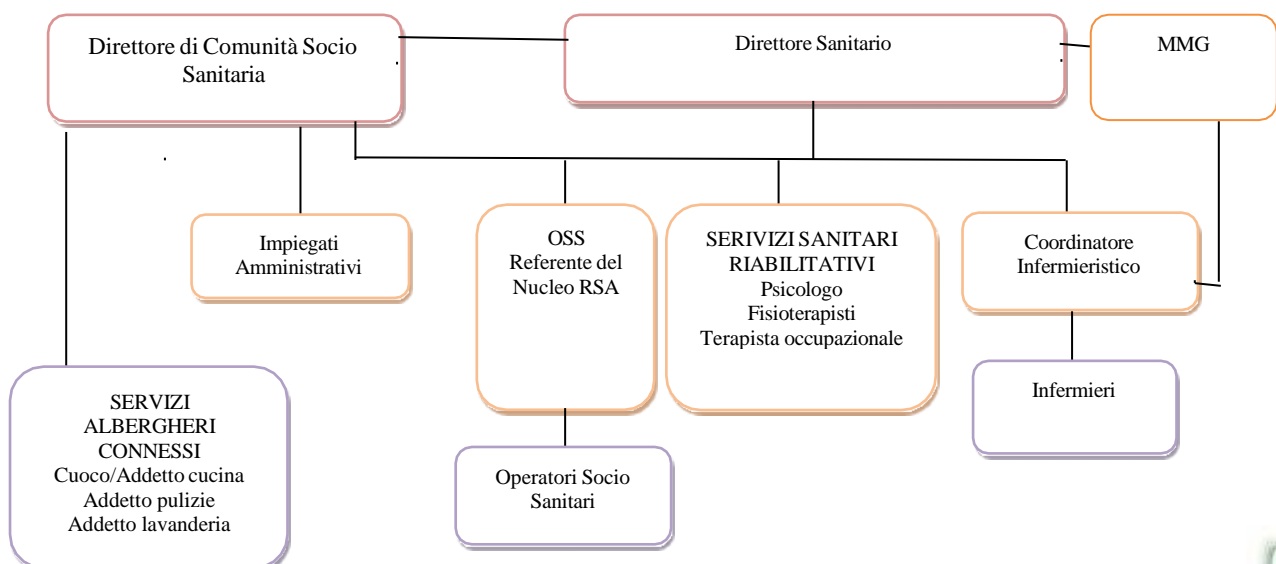 Direttore di Comunità Socio
Sanitaria
Direttore Sanitario
MMG
Impiegati
Amministrativi
OSS
Referente del
Nucleo RSA
SERIVIZI SANITARI
RIABILITATIVI
Psicologo
Fisioterapisti
Terapista occupazionale
Coordinatore
Infermieristico
SERVIZI
ALBERGHERI
CONNESSI
Cuoco/Addetto cucina
Addetto pulizie
Addetto lavanderia
Operatori Socio
Sanitari
Infermieri